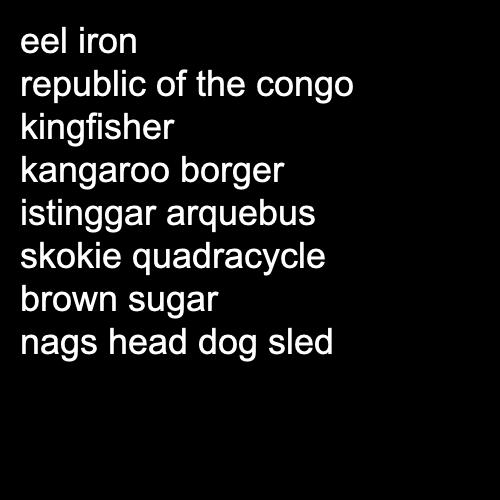 eel iron
republic of the congo
kingfisher
kangaroo borger
istinggar arquebus
skokie quadracycle
brown sugar
nags head dog sled